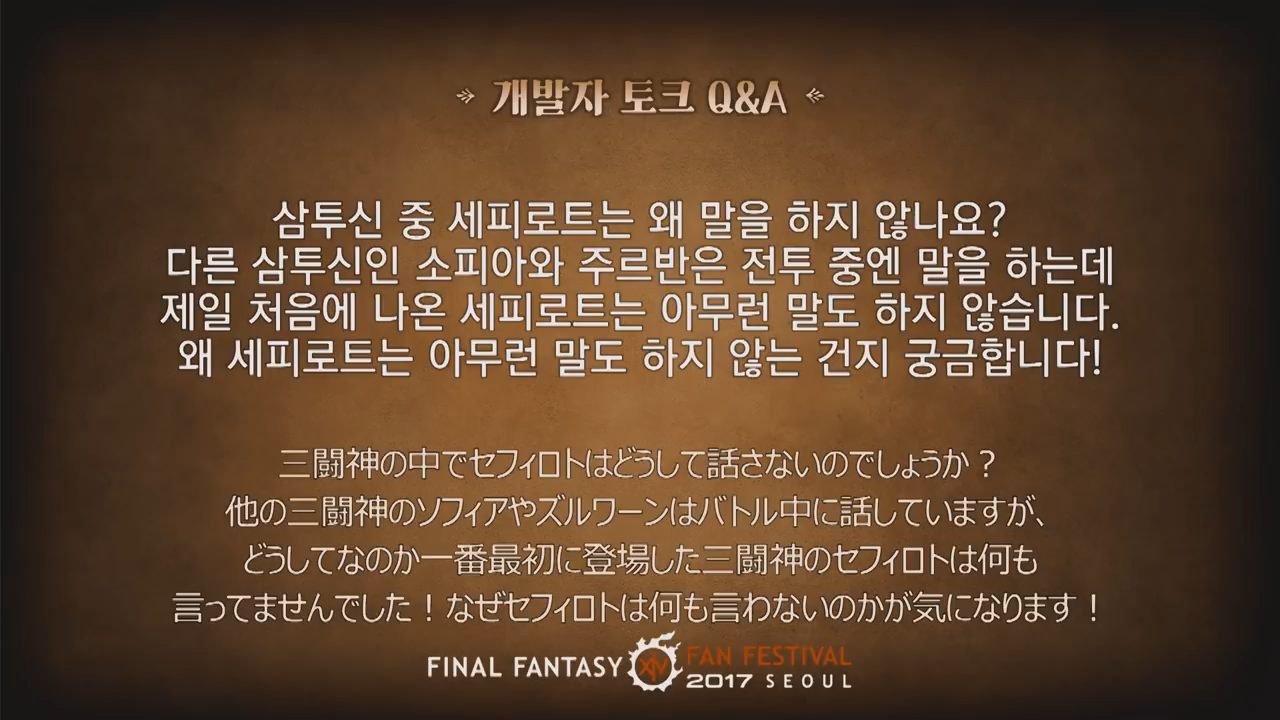 개발자 토크 Q&A
삼투신 중 세피로트는 왜 말을 하지 않나요?
다른 삼투신인 소피아와 주르반은 전투 중엔 말을 하는데
제일 처음에 나온 세피로트는 아무런 말도 하지 않습니다.
왜 세피로트는 아무런 말도 하지 않는 건지 궁금합니다!
三闘神の中でセフィロトはどうして話さないのでしょうか？
他の三闘神のソフィアやズルワーンはバトル中に話していますが、
どうしてなのか一番最初に登場した三闘神のセフィロトは何も
言ってませんでした！なぜセフィロトは何も言わないのかが気になります！
FINAL FANTASY XIV FAN FESTIVAL
2017 SEOUL